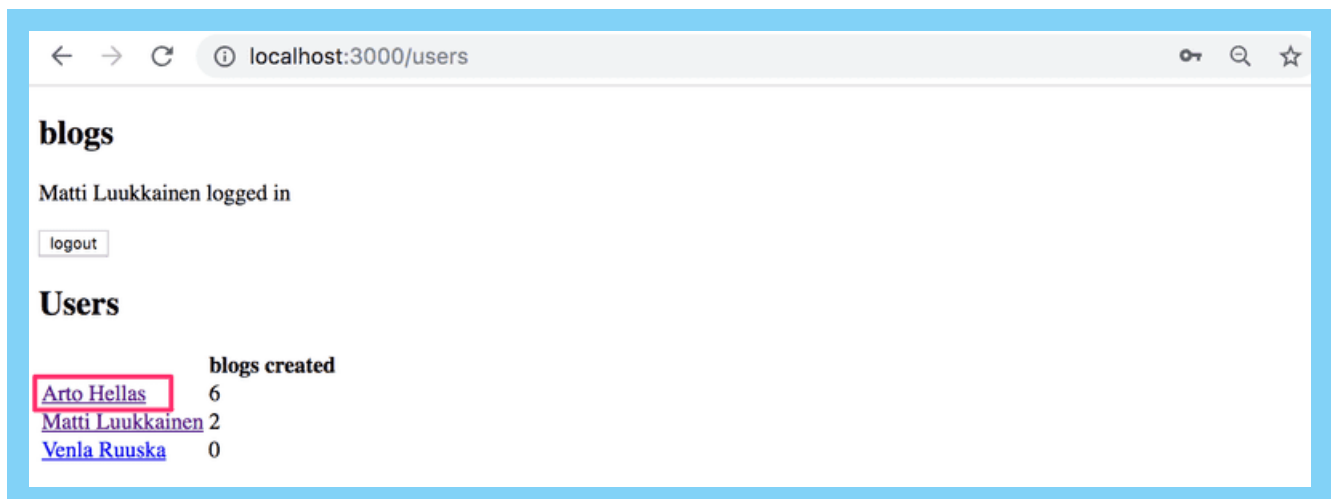 localhost:3000/users
blogs
Matti Luukkainen logged in
logout
Users
blogs created
Arto Hellas 6
Matti Luukkainen 2
Venla Ruuska 0